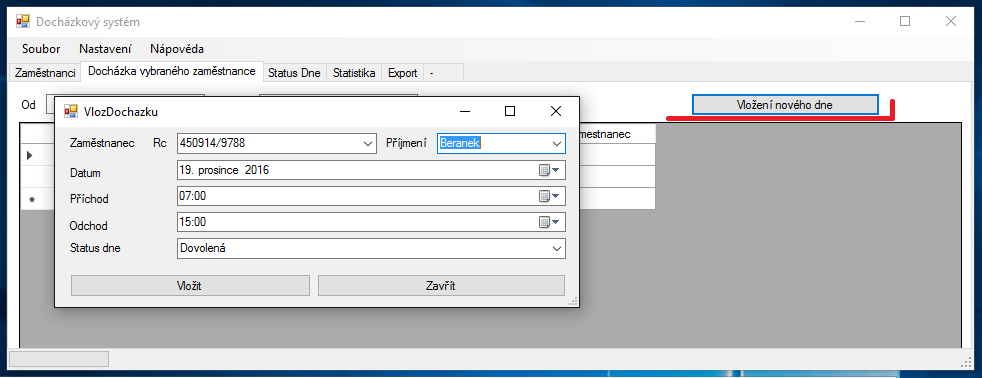 Docházkový systém
Soubor Nastavení Nápověda
Zaměstnanci Docházka vybraného zaměstnance Status Dne Statistika Export -
Od
Vložení nového dne
VlozDochazku
Zaměstnanec Rc 450914/9788 Příjmení Beranek
Datum 19. prosince 2016
Příchod 07:00
Odchod 15:00
Status dne Dovolená
Vložit Zavřít